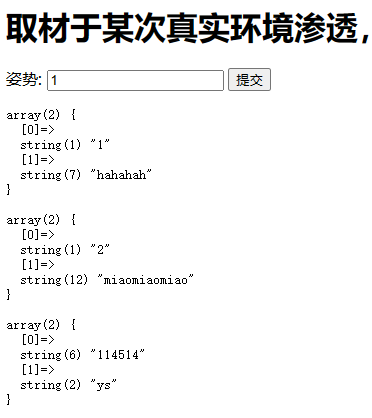 取材于某次真实环境渗透，
姿势: 1 提交
array(2) {
  [0]=>
  string(1) "1"
  [1]=>
  string(7) "hahahah"
}
array(2) {
  [0]=>
  string(1) "2"
  [1]=>
  string(12) "miaomiaomiao"
}
array(2) {
  [0]=>
  string(6) "114514"
  [1]=>
  string(2) "ys"
}